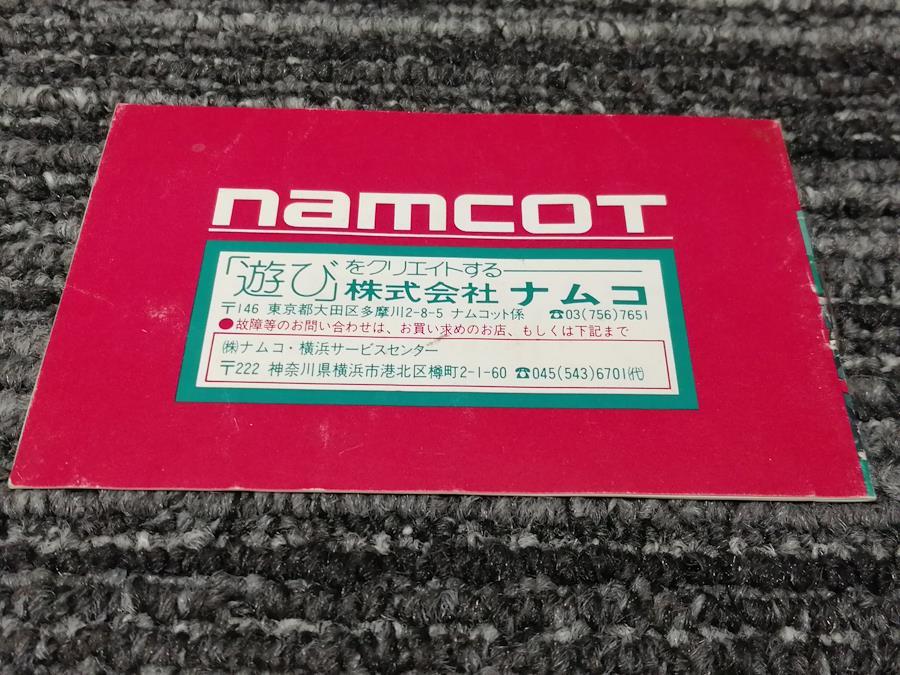 namcot
「遊び」をクリエイトする——
株式会社 ナムコ
〒146 東京都大田区多摩川2-8-5 ナムコット係 ☎03(756)7651
●故障等のお問い合わせは、お買い求めのお店、もしくは下記まで
㈱ナムコ・横浜サービスセンター
〒222 神奈川県横浜市港北区樽町2-1-60 ☎045(543)6701㈹